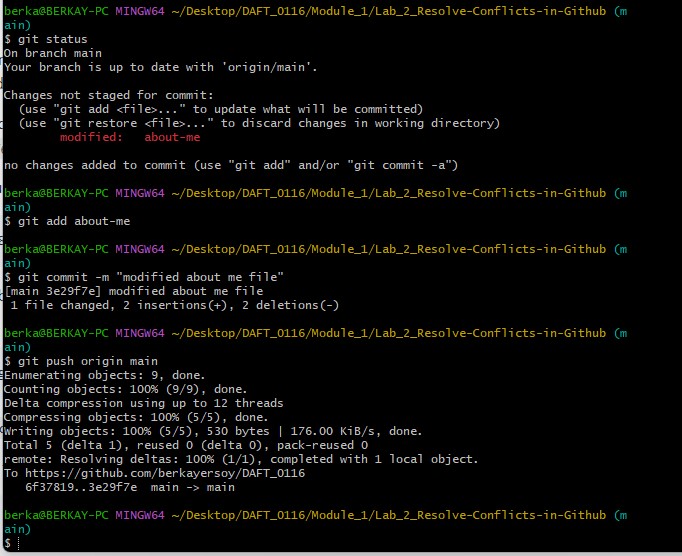 berka@BERKAY-PC MINGW64 ~/Desktop/DAFT_0116/Module_1/Lab_2_Resolve-Conflicts-in-Github (m
ain)
$ git status
On branch main
Your branch is up to date with 'origin/main'.
Changes not staged for commit:
  (use "git add <file>..." to update what will be committed)
  (use "git restore <file>..." to discard changes in working directory)
        modified:   about-me
no changes added to commit (use "git add" and/or "git commit -a")
berka@BERKAY-PC MINGW64 ~/Desktop/DAFT_0116/Module_1/Lab_2_Resolve-Conflicts-in-Github (m
ain)
$ git add about-me
berka@BERKAY-PC MINGW64 ~/Desktop/DAFT_0116/Module_1/Lab_2_Resolve-Conflicts-in-Github (m
ain)
$ git commit -m "modified about me file"
[main 3e29f7e] modified about me file
 1 file changed, 2 insertions(+), 2 deletions(-)
berka@BERKAY-PC MINGW64 ~/Desktop/DAFT_0116/Module_1/Lab_2_Resolve-Conflicts-in-Github (m
ain)
$ git push origin main
Enumerating objects: 9, done.
Counting objects: 100% (9/9), done.
Delta compression using up to 12 threads
Compressing objects: 100% (5/5), done.
Writing objects: 100% (5/5), 530 bytes | 176.00 KiB/s, done.
Total 5 (delta 1), reused 0 (delta 0), pack-reused 0
remote: Resolving deltas: 100% (1/1), completed with 1 local object.
To https://github.com/berkayersoy/DAFT_0116
   6f37819..3e29f7e  main -> main
berka@BERKAY-PC MINGW64 ~/Desktop/DAFT_0116/Module_1/Lab_2_Resolve-Conflicts-in-Github (m
ain)
$